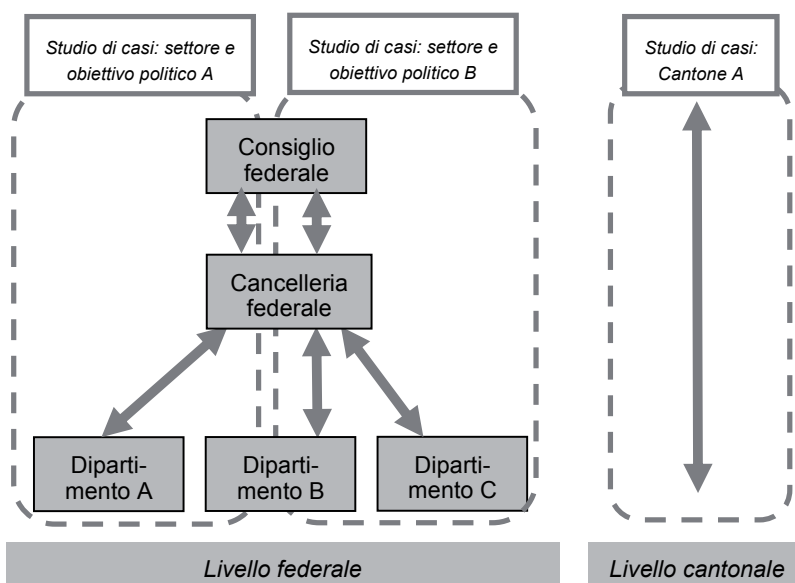 Studio di casi: settore e
obiettivo politico A
Studio di casi: settore e
obiettivo politico B
Studio di casi:
Cantone A
Consiglio
federale
Cancelleria
federale
Diparti-
mento A
Diparti-
mento B
Diparti-
mento C
Livello federale
Livello cantonale